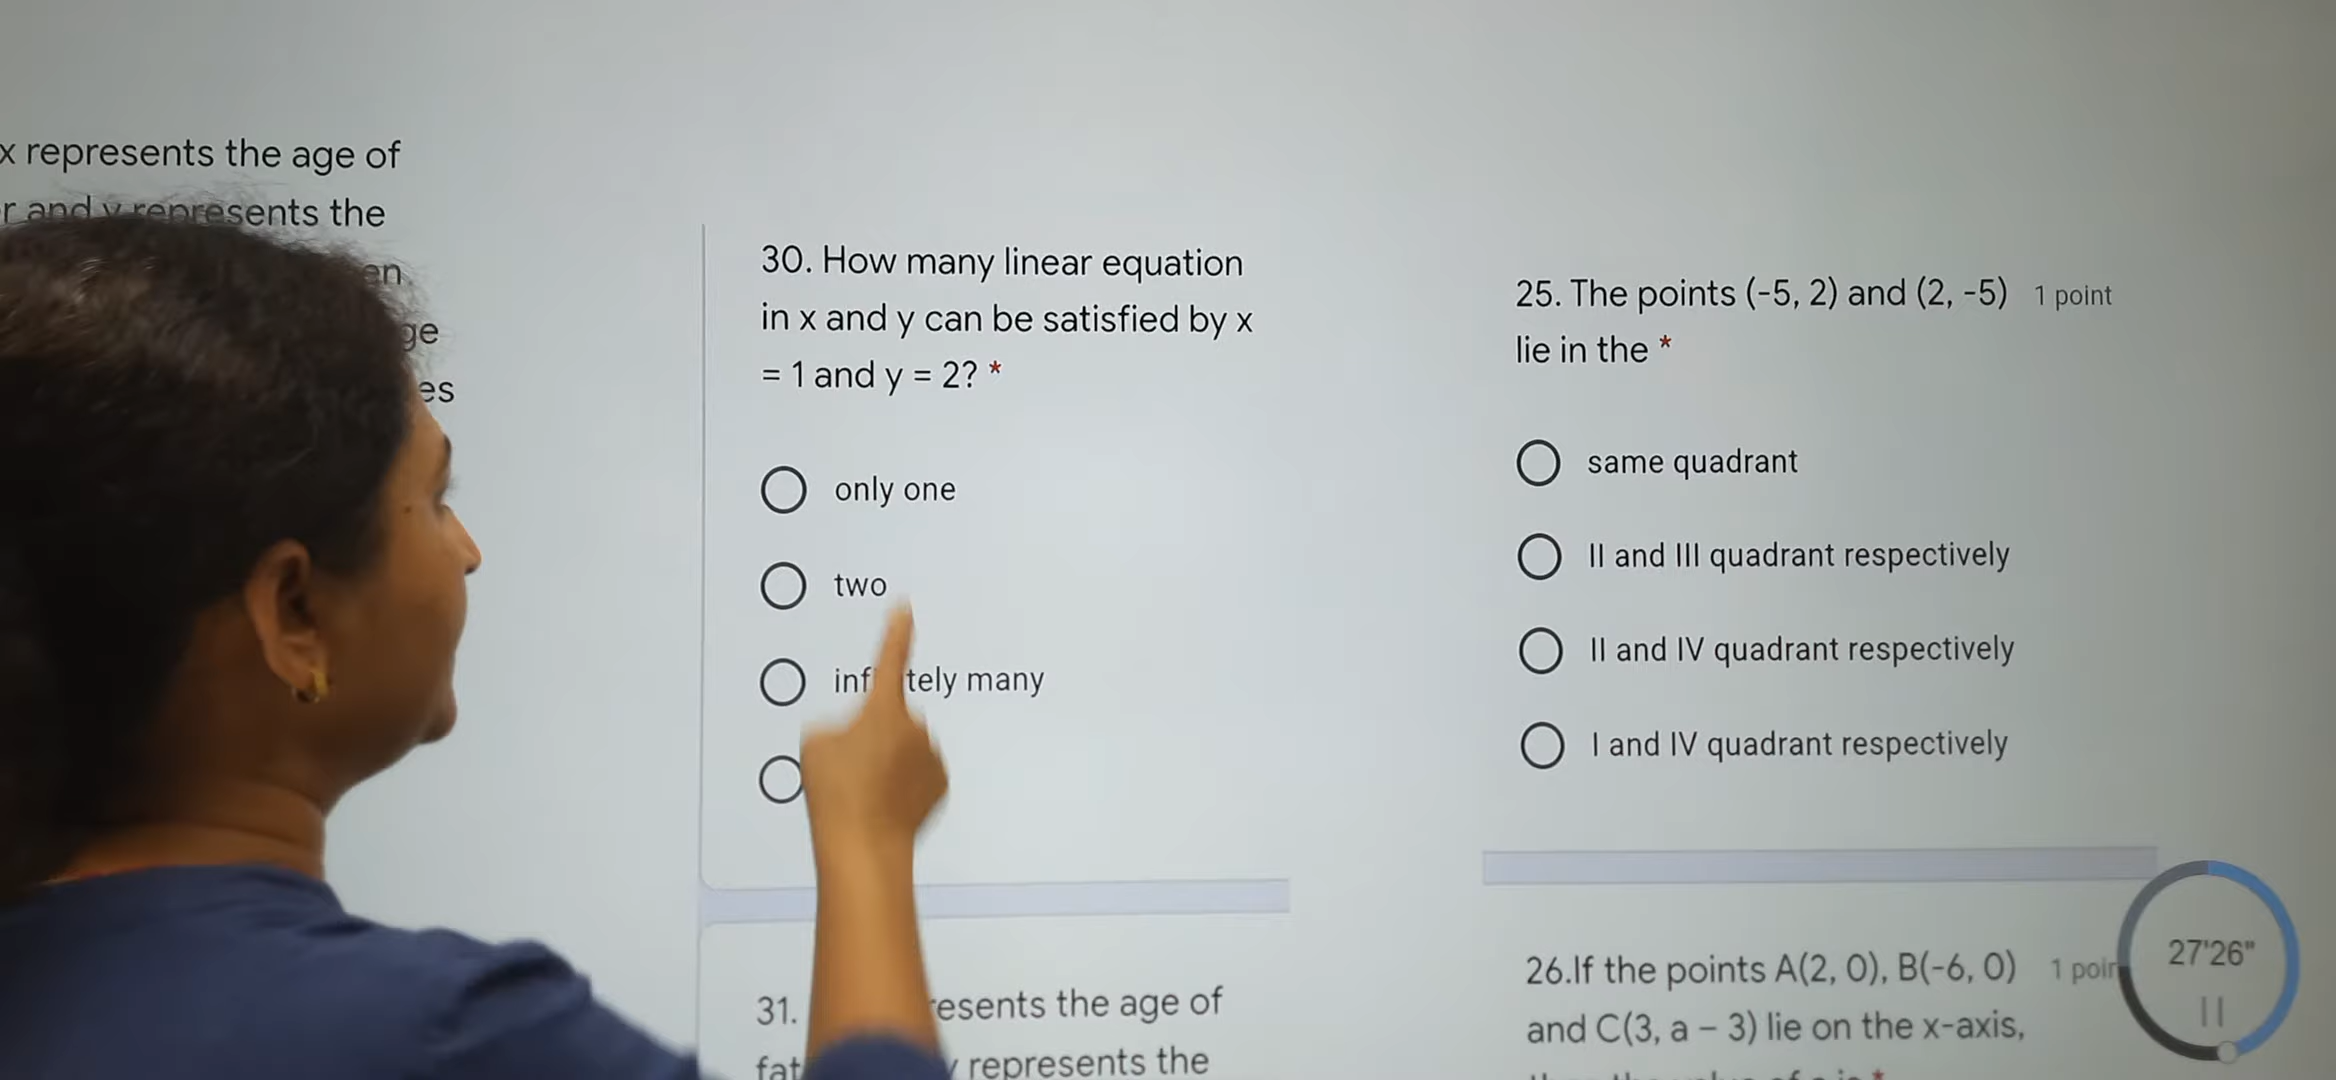 x represents the age of
r and y represents the
en
ge
es
30. How many linear equation
in x and y can be satisfied by x
= 1 and y = 2? *
only one
two
inf tely many
31. esents the age of
fat y represents the
25. The points (-5, 2) and (2, -5) 1 point
lie in the *
same quadrant
II and III quadrant respectively
II and IV quadrant respectively
I and IV quadrant respectively
26.If the points A(2, 0), B(-6, 0) 1 poin
and C(3, a – 3) lie on the x-axis,
27'26"